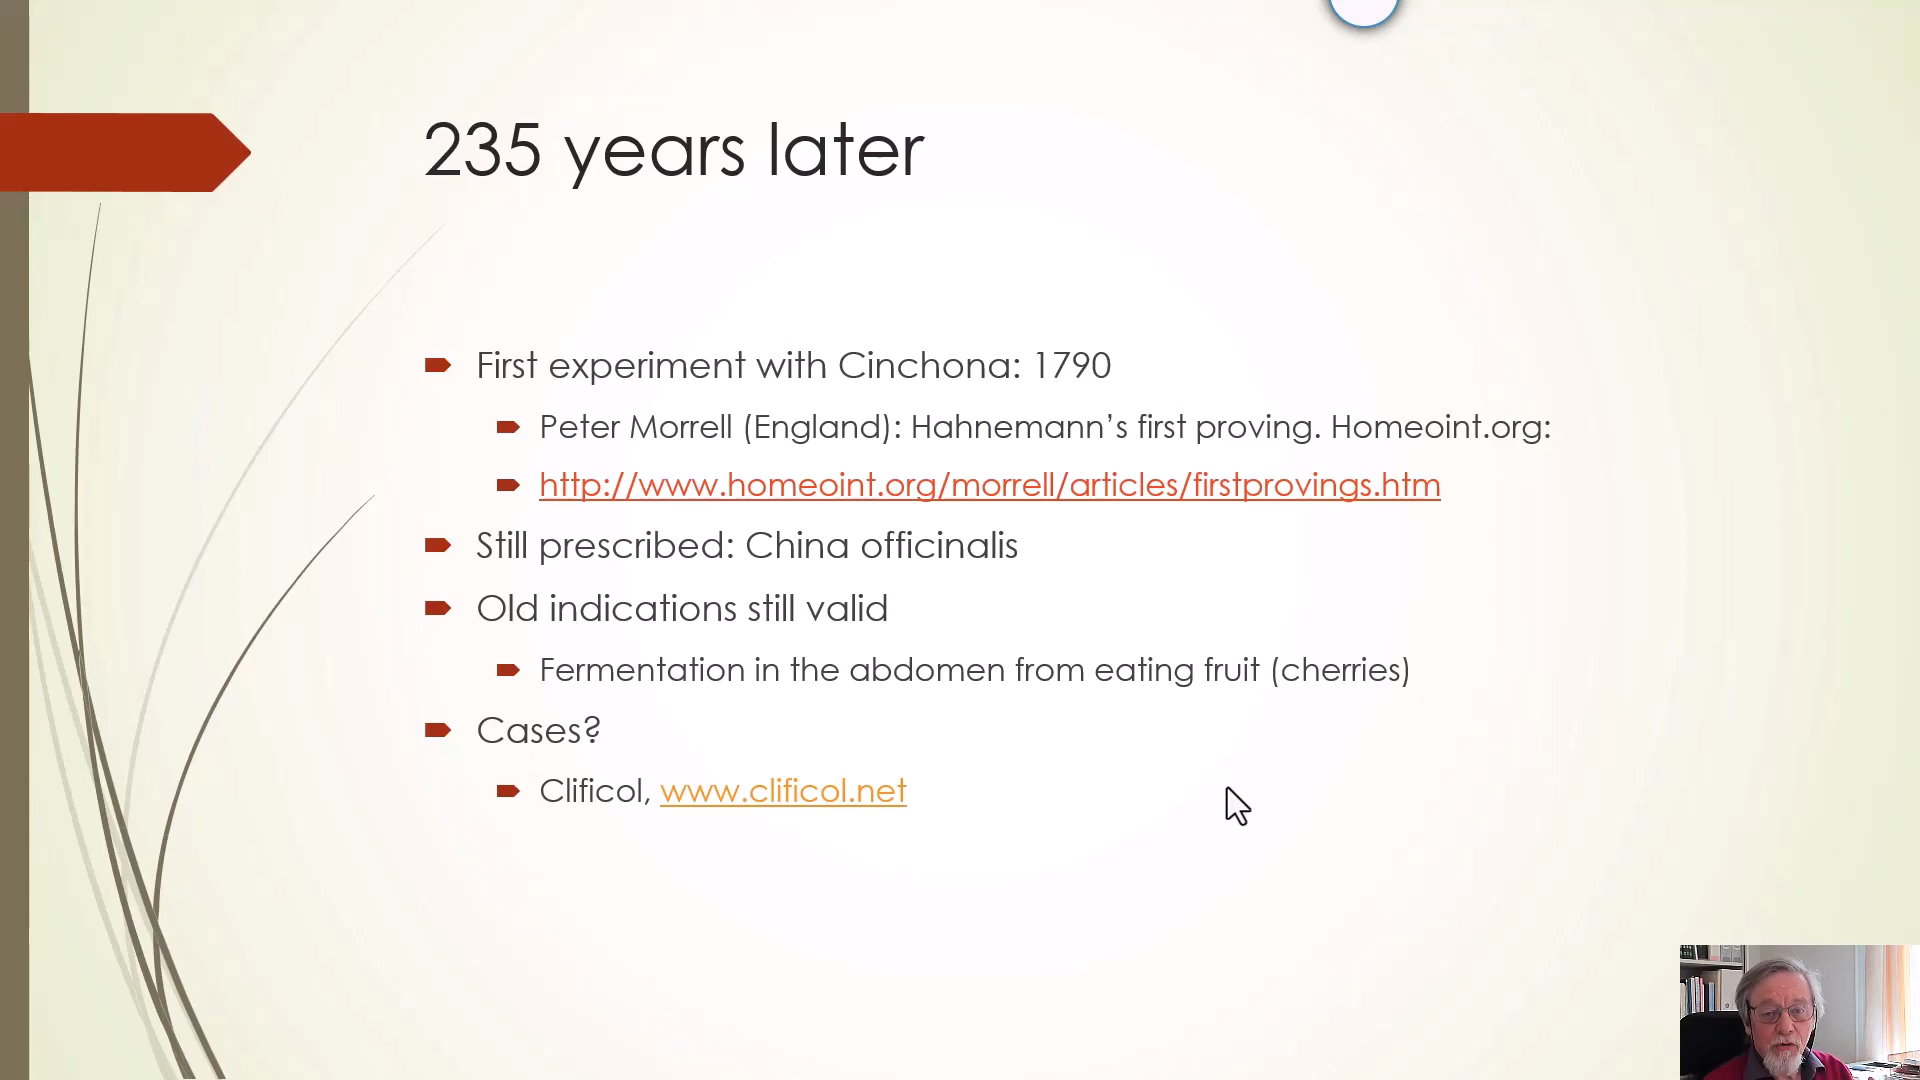 235 years later
First experiment with Cinchona: 1790
Peter Morrell (England): Hahnemann’s first proving. Homeoint.org:
http://www.homeoint.org/morrell/articles/firstprovings.htm
Still prescribed: China officinalis
Old indications still valid
Fermentation in the abdomen from eating fruit (cherries)
Cases?
Clificol, www.clificol.net